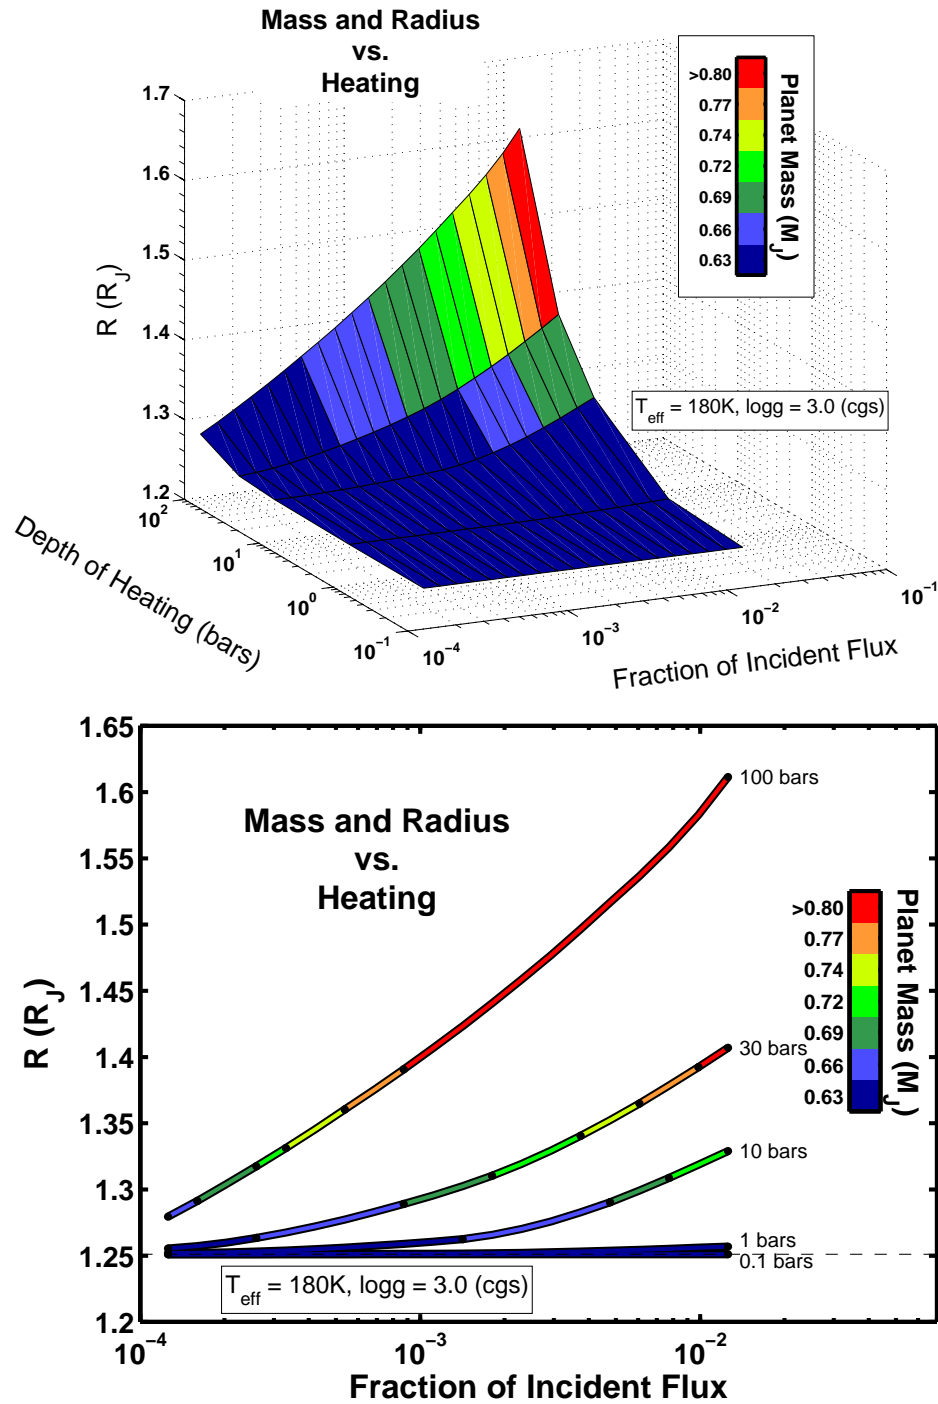 Mass and Radius
vs.
Heating
>0.80
0.77
0.74
0.72
0.69
0.66
0.63
Planet Mass (M_J)
1.7
1.6
1.5
1.4
1.3
1.2
R (R_J)
T_eff = 180K, logg = 3.0 (cgs)
10^2
10^1
10^0
10^−1
Depth of Heating (bars)
10^−4
10^−3
10^−2
10^−1
Fraction of Incident Flux
1.65
1.6
1.55
1.5
1.45
1.4
1.35
1.3
1.25
1.2
R (R_J)
Mass and Radius
vs.
Heating
100 bars
30 bars
10 bars
1 bars
0.1 bars
>0.80
0.77
0.74
0.72
0.69
0.66
0.63
Planet Mass (M_J)
T_eff = 180K, logg = 3.0 (cgs)
10^−4
10^−3
10^−2
Fraction of Incident Flux